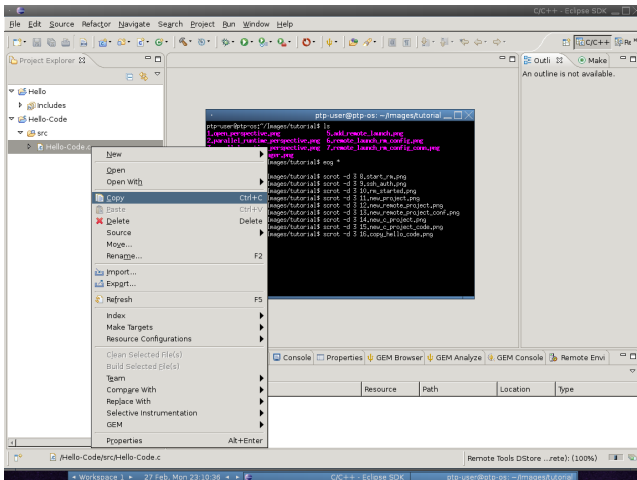 C/C++ - Eclipse SDK
File Edit Source Refactor Navigate Search Project Run Window Help
C/C++
Re
Project Explorer
Outli
Make
An outline is not available.
Hello
Includes
Hello-Code
src
Hello-Code.c
ptp-user@ptp-os: ~/Images/tutorial
ptp-user@ptp-os:~/Images/tutorial$ ls
1.open_perspective.png 5.add_remote_launch.png
2.parallel_runtime_perspective.png 6.remote_launch_rm_config.png
perspective.png 7.remote_launch_rm_config_conn.png
ger.png
Images/tutorial$ eog *
Images/tutorial$ scrot -d 3 8.start_rm.png
Images/tutorial$ scrot -d 3 9.ssh_auth.png
Images/tutorial$ scrot -d 3 10.rm_started.png
Images/tutorial$ scrot -d 3 11.new_project.png
Images/tutorial$ scrot -d 3 12.new_remote_project.png
Images/tutorial$ scrot -d 3 13.new_remote_project_conf.png
Images/tutorial$ scrot -d 3 14.new_c_project.png
Images/tutorial$ scrot -d 3 15.new_c_project_code.png
Images/tutorial$ scrot -d 3 16.copy_hello_code.png
New
Open
Open With
Copy Ctrl+C
Paste Ctrl+V
Delete Delete
Source
Move...
Rename... F2
Import...
Export...
Refresh F5
Index
Make Targets
Resource Configurations
Clean Selected File(s)
Build Selected File(s)
Team
Compare With
Replace With
Selective Instrumentation
GEM
Properties Alt+Enter
Console Properties GEM Browser GEM Analyze GEM Console Remote Envi
Resource Path Location Type
/Hello-Code/src/Hello-Code.c
Remote Tools DStore ...rete): (100%)
Workspace 1 27 Feb, Mon 23:10:36 C/C++ - Eclipse SDK ptp-user@ptp-os: ~/Images/tutorial